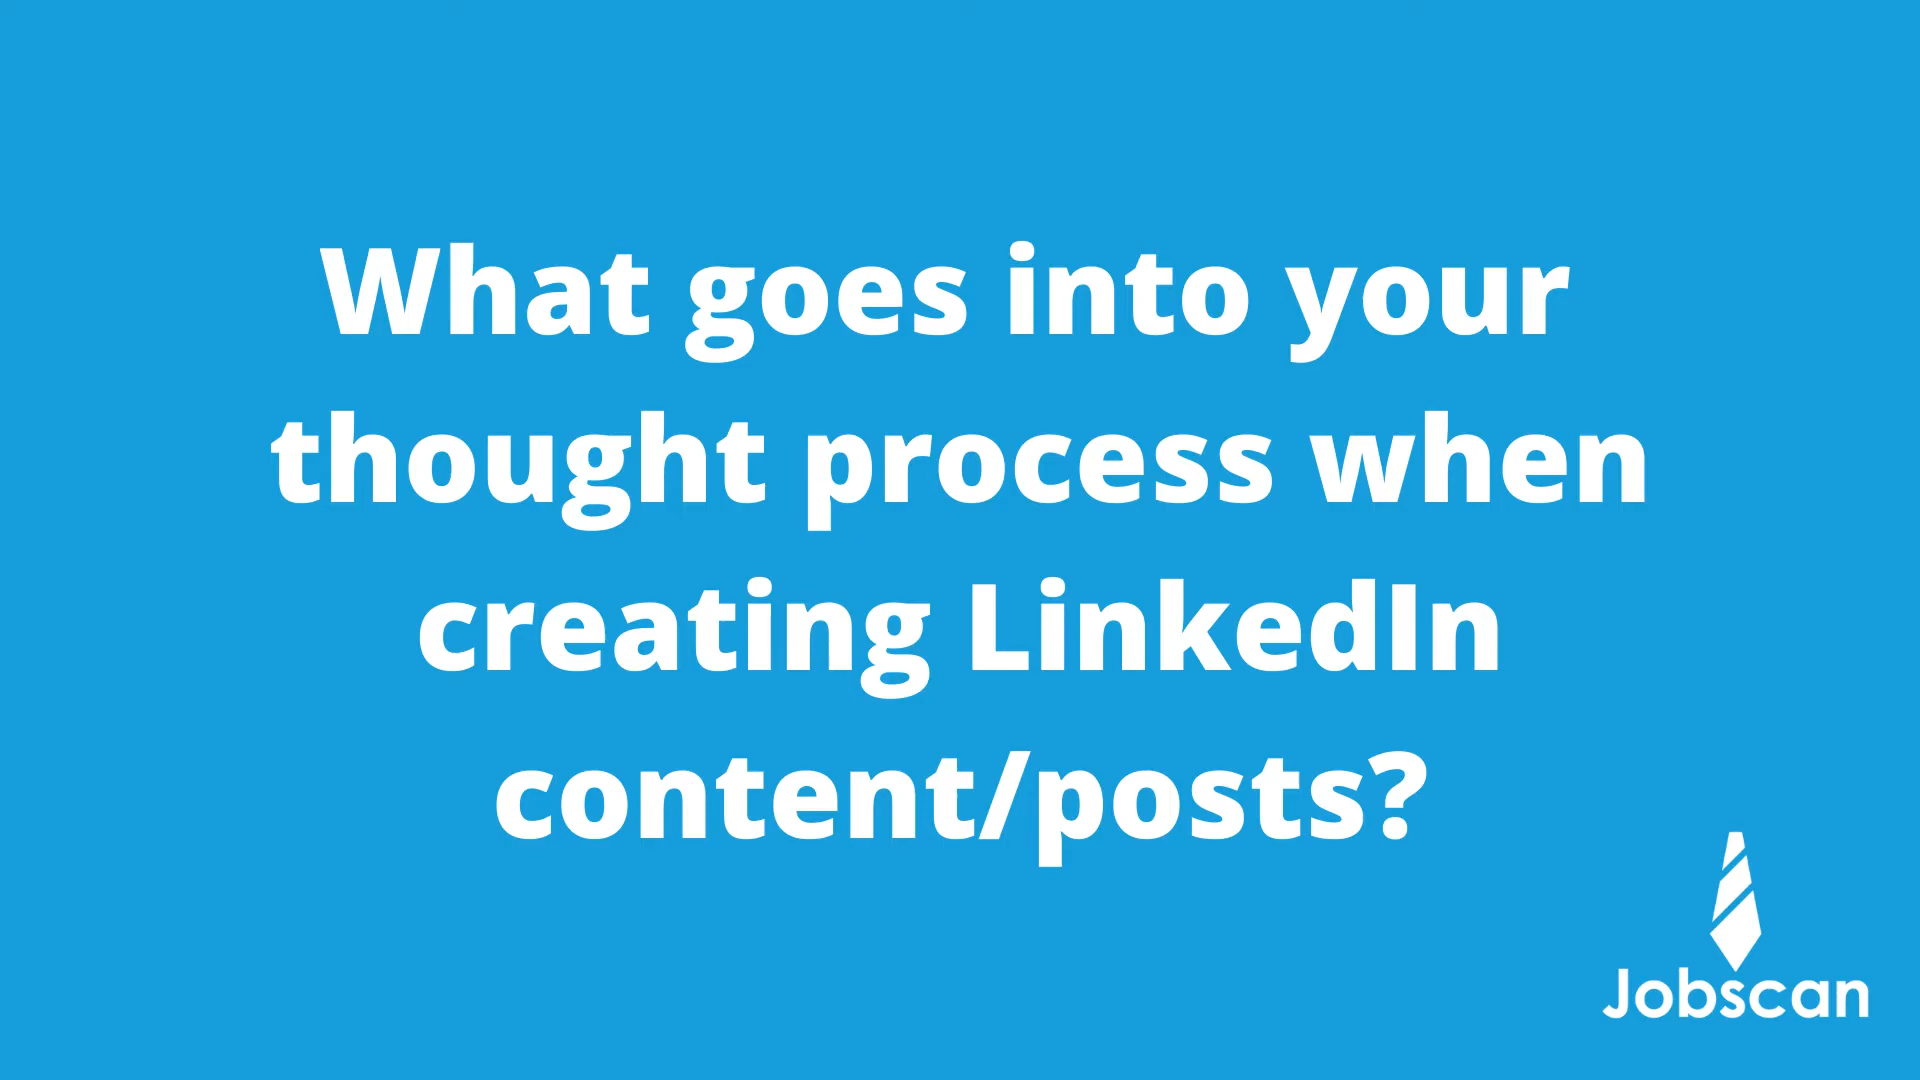 What goes into your
thought process when
creating LinkedIn
content/posts?
Jobscan